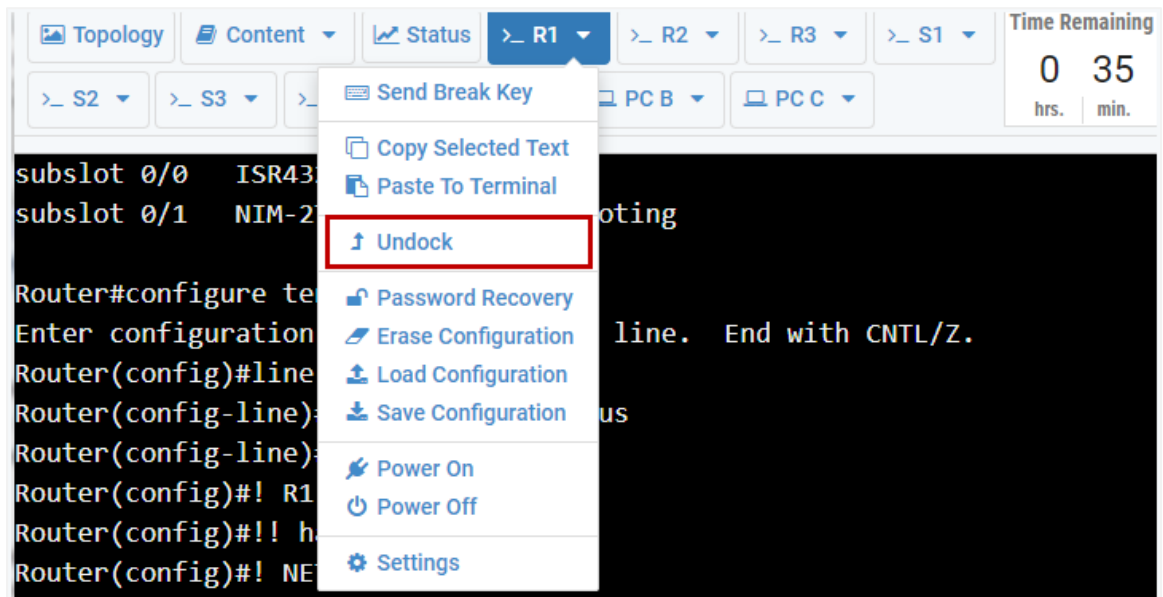 Topology Content Status >_ R1 >_ R2 >_ R3 >_ S1 Time Remaining
0 35
hrs. min.
>_ S2 >_ S3 >_ PC B PC C
Send Break Key
Copy Selected Text
Paste To Terminal
Undock
Password Recovery
Erase Configuration
Load Configuration
Save Configuration
Power On
Power Off
Settings
subslot 0/0 ISR43
subslot 0/1 NIM-2 oting
Router#configure te
Enter configuration line. End with CNTL/Z.
Router(config)#line
Router(config-line)# us
Router(config-line)#
Router(config)#! R1
Router(config)#!! h
Router(config)#! NE